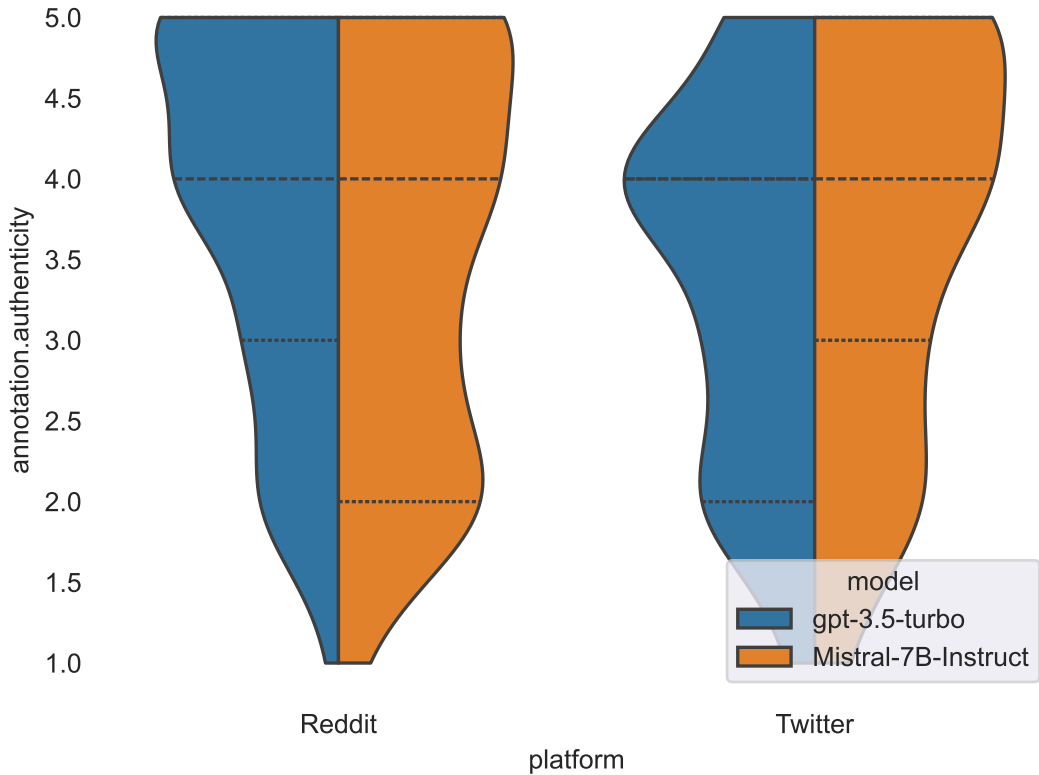 5.0
4.5
4.0
3.5
3.0
2.5
2.0
1.5
1.0
annotation.authenticity
Reddit
Twitter
platform
model
gpt-3.5-turbo
Mistral-7B-Instruct